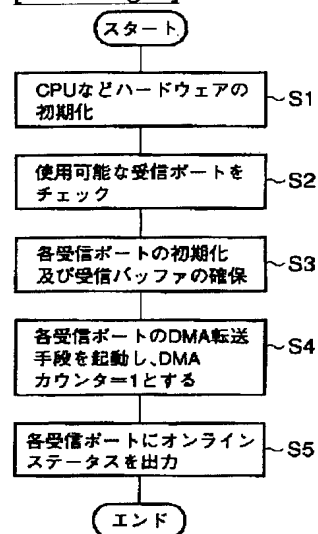 スタート
CPUなどハードウェアの
初期化
S1
使用可能な受信ポートを
チェック
S2
各受信ポートの初期化
及び受信バッファの確保
S3
各受信ポートのDMA転送
手段を起動し、DMA
カウンター=1とする
S4
各受信ポートにオンライン
ステータスを出力
S5
エンド